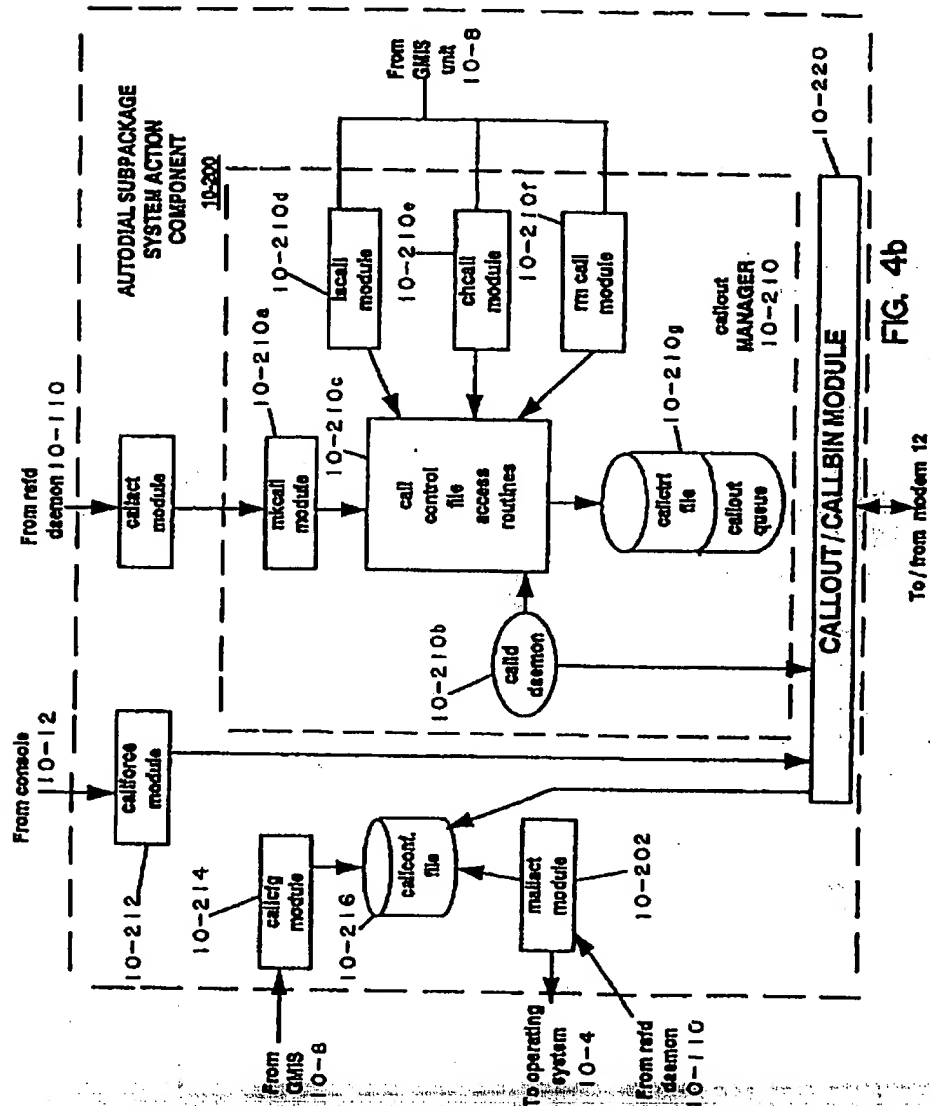 From console
10-12
From rsfd
daemon 10-110
AUTODIAL SUBPACKAGE
SYSTEM ACTION
COMPONENT
10-200
10-212
callforce
module
callact
module
10-214
callcfg
module
From
GMIS
10-8
10-210a
mkcall
module
10-210d
lscall
module
10-210c
From
GMIS
unit
10-8
10-216
callconf.
file
call
control
file
access
routines
10-210e
chcall
module
10-210b
calld
daemon
10-210f
rm call
module
To operating
system
10-4
mailact
module
10-202
From rsfd
daemon
10-110
callctrl
file
callout
queue
10-210g
callout
MANAGER
10-210
CALLOUT / CALLBIN MODULE
10-220
To / from modem 12
FIG. 4b